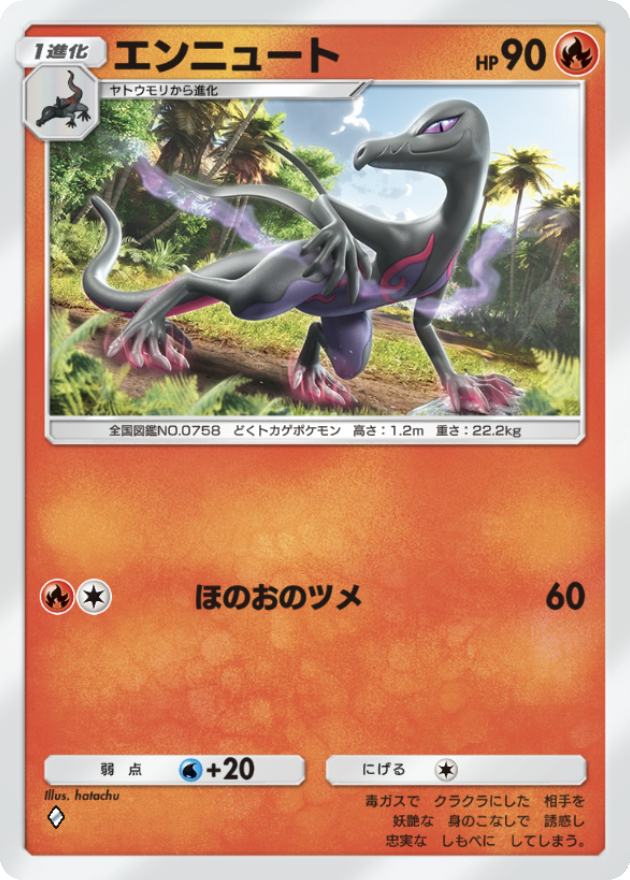 1進化 エンニュート HP90
ヤトウモリから進化
全国図鑑NO.0758 どくトカゲポケモン 高さ:1.2m 重さ:22.2kg
ほのおのツメ 60
弱点 +20 にげる
Illus. hatachu
毒ガスで クラクラにした 相手を
妖艶な 身のこなしで 誘惑し
忠実な しもべに してしまう。